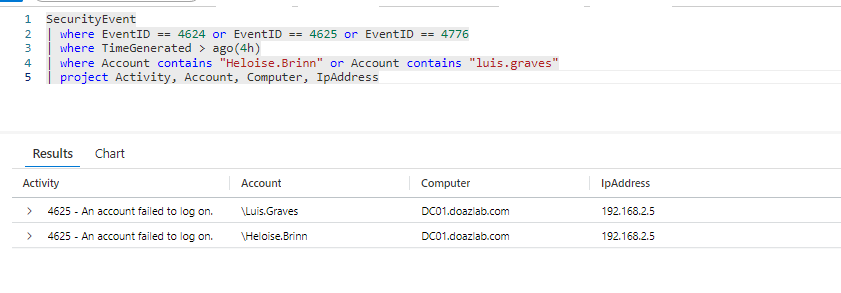 1 SecurityEvent
2 | where EventID == 4624 or EventID == 4625 or EventID == 4776
3 | where TimeGenerated > ago(4h)
4 | where Account contains "Heloise.Brinn" or Account contains "luis.graves"
5 | project Activity, Account, Computer, IpAddress
Results Chart
Activity Account Computer IpAddress
> 4625 - An account failed to log on. \Luis.Graves DC01.doazlab.com 192.168.2.5
> 4625 - An account failed to log on. \Heloise.Brinn DC01.doazlab.com 192.168.2.5